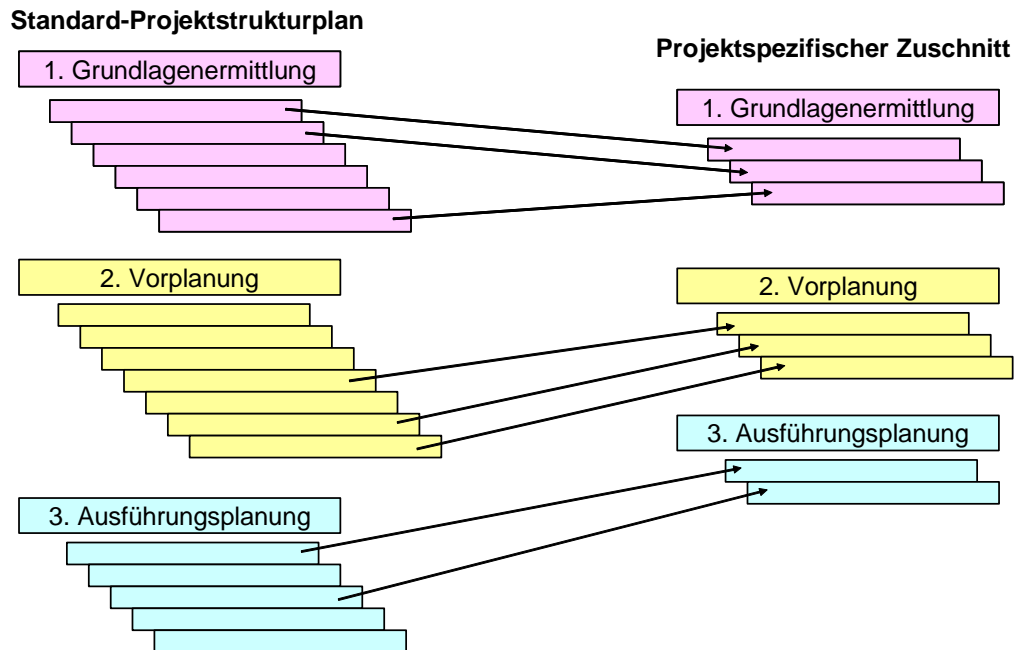 Standard-Projektstrukturplan
1. Grundlagenermittlung
2. Vorplanung
3. Ausführungsplanung
Projektspezifischer Zuschnitt
1. Grundlagenermittlung
2. Vorplanung
3. Ausführungsplanung